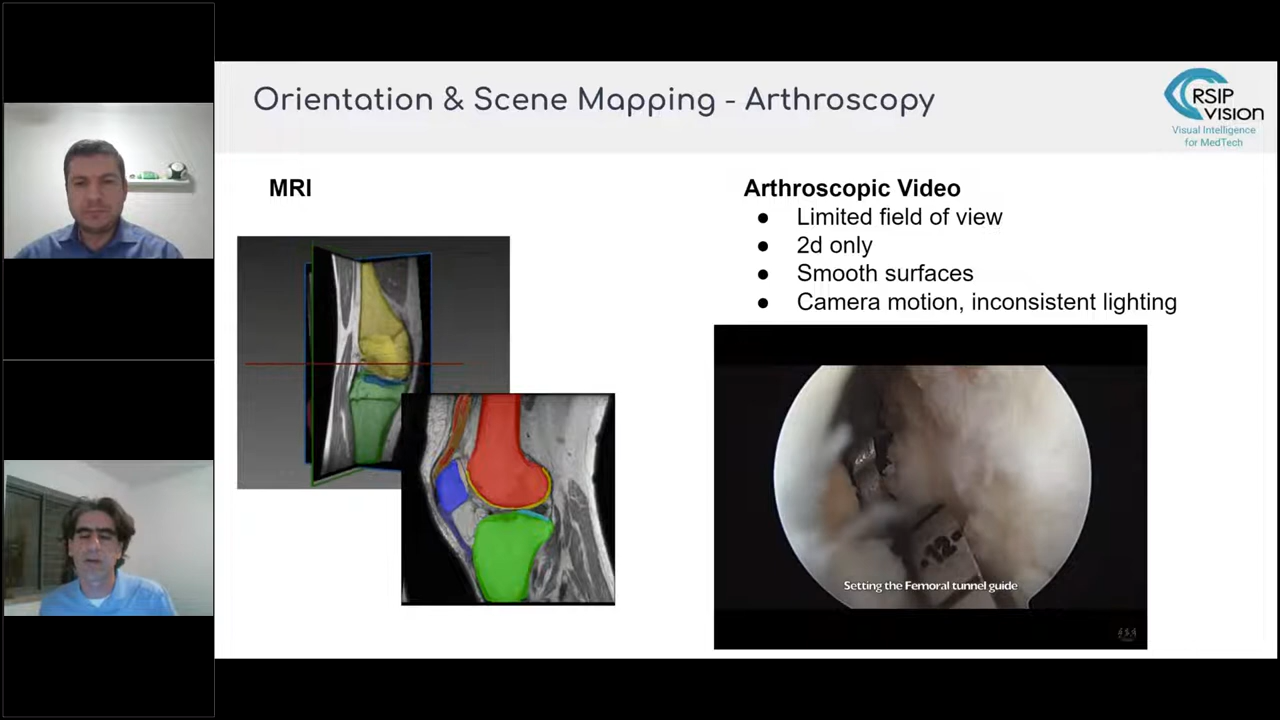 Orientation & Scene Mapping - Arthroscopy
RSIP
VISION
Visual Intelligence
for MedTech
MRI
Arthroscopic Video
● Limited field of view
● 2d only
● Smooth surfaces
● Camera motion, inconsistent lighting
-12-
Setting the Femoral tunnel guide